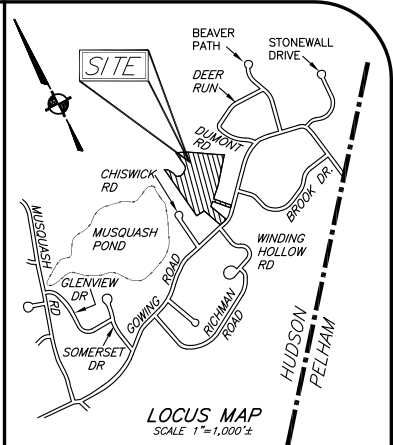 BEAVER
PATH
STONEWALL
DRIVE
SITE
DEER
RUN
DUMONT
RD
CHISWICK
RD
BROOK DR.
MUSQUASH
POND
MUSQUASH
RD
GLENVIEW
DR
WINDING
HOLLOW
RD
GOWING
ROAD
RICHMAN
ROAD
SOMERSET
DR
HUDSON
PELHAM
LOCUS MAP
SCALE 1"=1,000'±